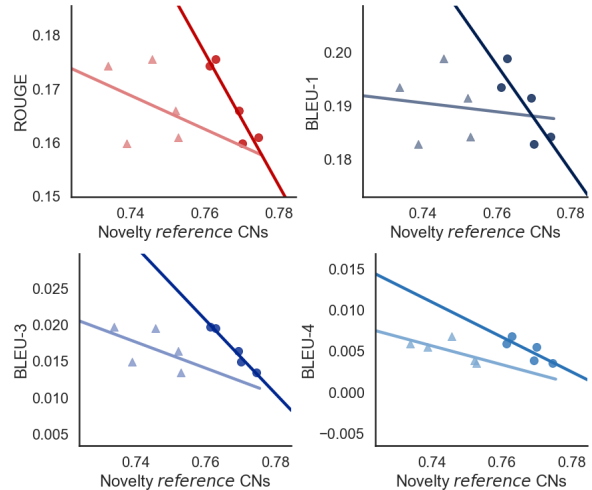 0.18
0.17
0.16
0.15
ROUGE
0.74 0.76 0.78
Novelty reference CNs
0.20
0.19
0.18
BLEU-1
0.74 0.76 0.78
Novelty reference CNs
0.025
0.020
0.015
0.010
0.005
BLEU-3
0.74 0.76 0.78
Novelty reference CNs
0.015
0.010
0.005
0.000
−0.005
BLEU-4
0.74 0.76 0.78
Novelty reference CNs